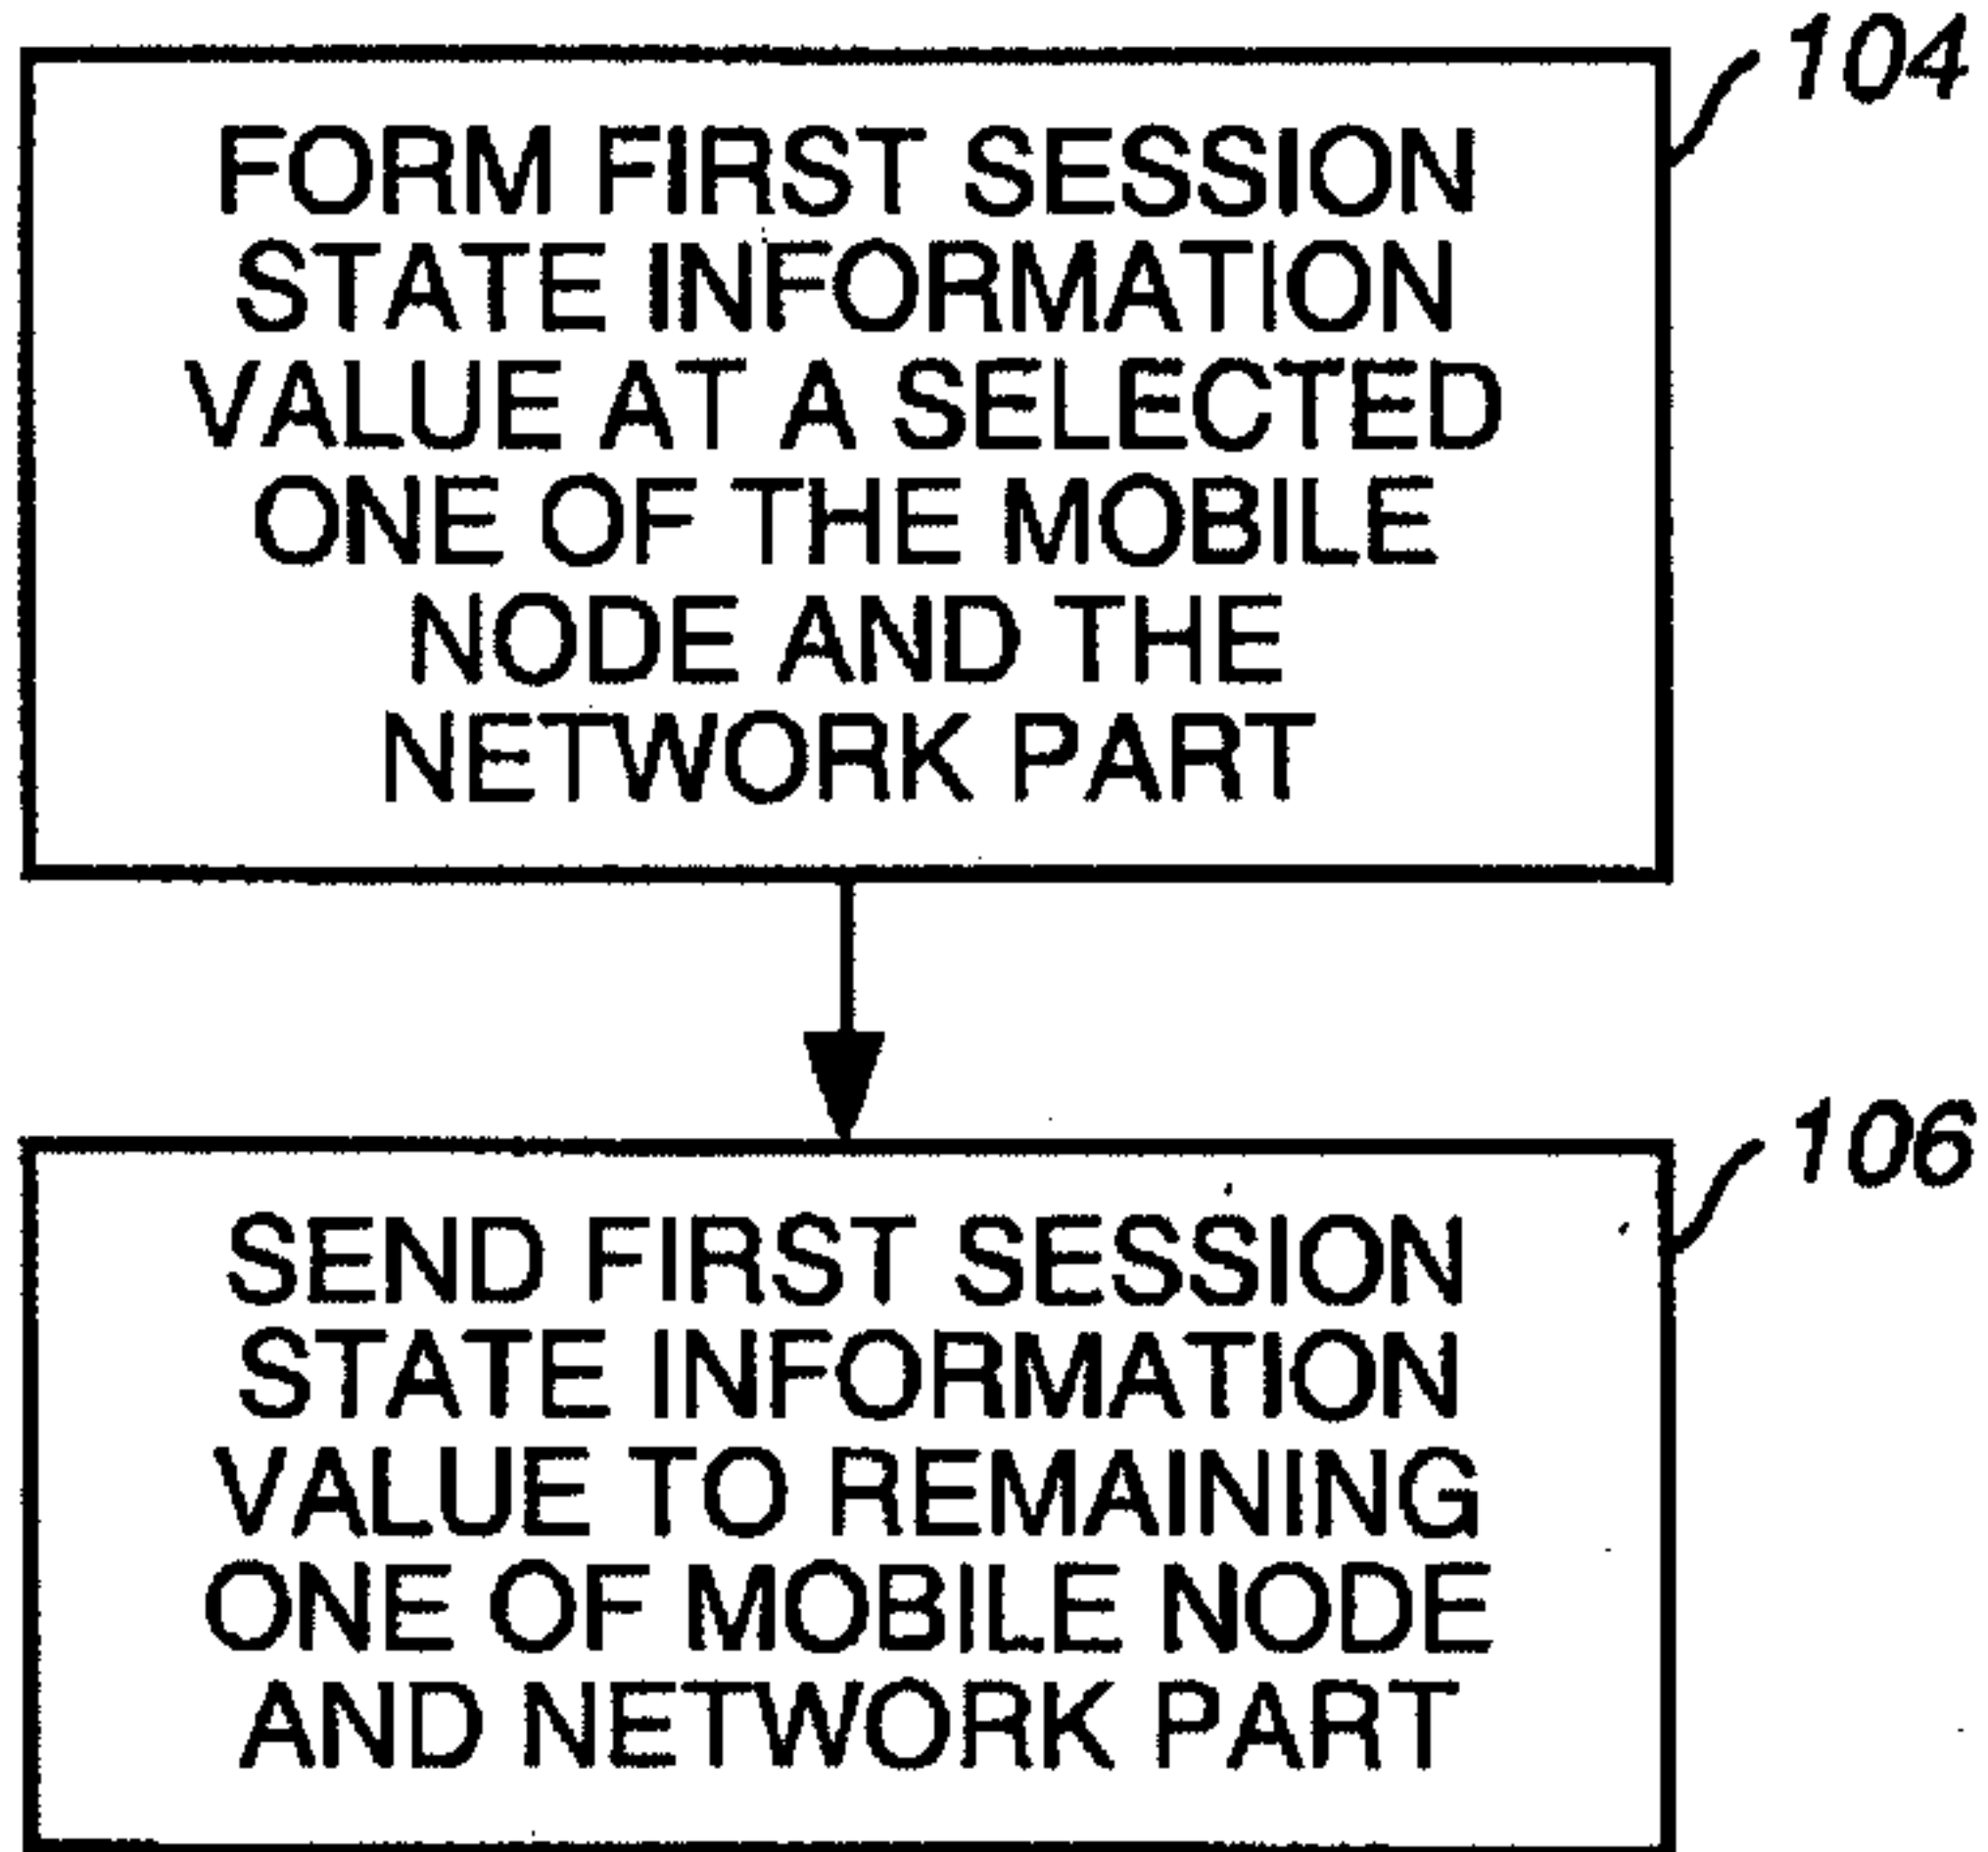 104
FORM FIRST SESSION
STATE INFORMATION
VALUE AT A SELECTED
ONE OF THE MOBILE
NODE AND THE
NETWORK PART
106
SEND FIRST SESSION
STATE INFORMATION
VALUE TO REMAINING
ONE OF MOBILE NODE
AND NETWORK PART